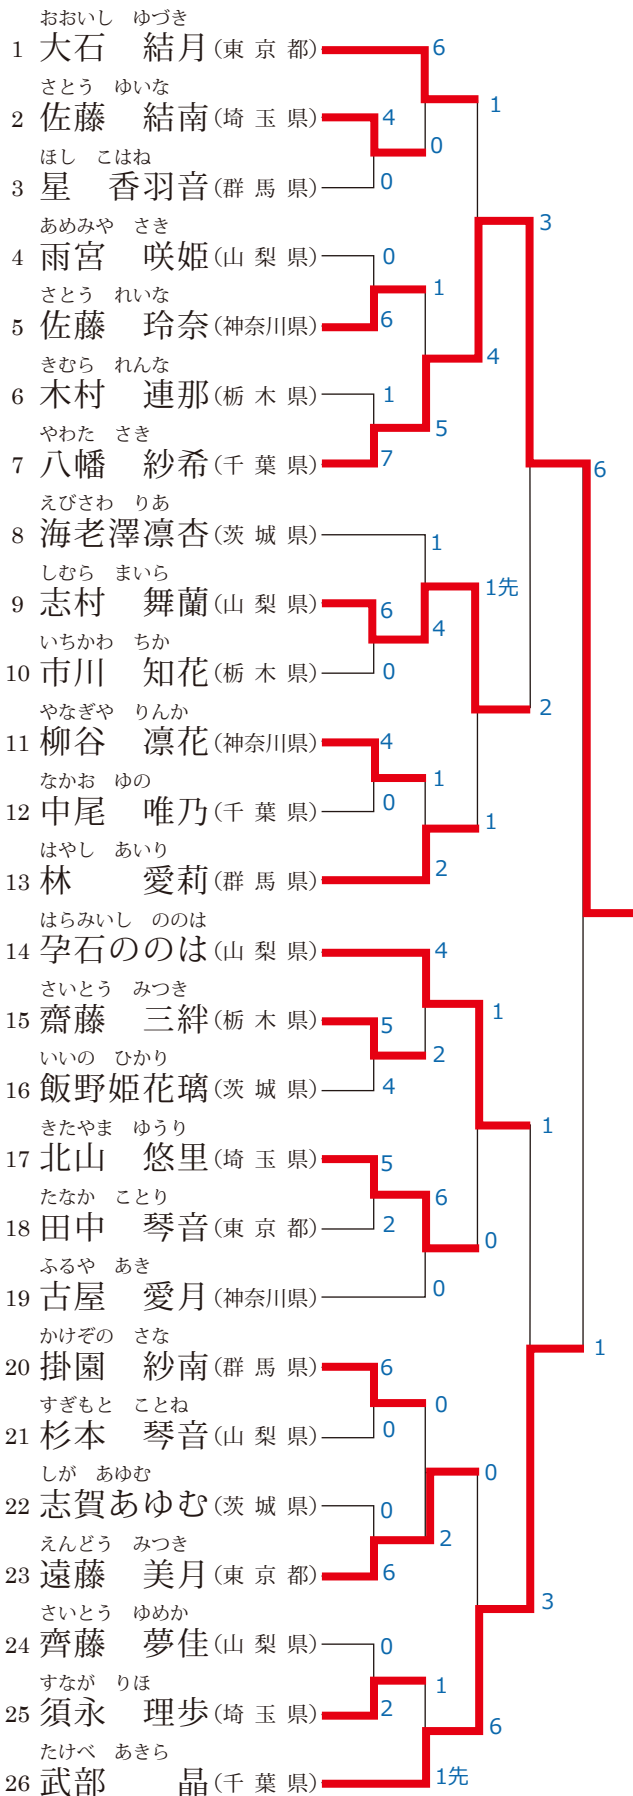 おおいし ゆづき
1 大石 結月 (東京都) 6
さとう ゆいな
2 佐藤 結南 (埼玉県) 4
1
0
ほし こはね
3 星 香羽音 (群馬県) 0
あめみや さき
3
4 雨宮 咲姫 (山梨県) 0
さとう れいな
1
5 佐藤 玲奈 (神奈川県) 6
4
きむら れんな
6 木村 連那 (栃木県) 1
やわた さき
5
7 八幡 紗希 (千葉県) 7
6
えびさわ りあ
8 海老澤凛杏 (茨城県) 1
しむら まいら
1先
9 志村 舞蘭 (山梨県) 6
4
いちかわ ちか
10 市川 知花 (栃木県) 0
やなぎや りんか
2
11 柳谷 凛花 (神奈川県) 4
なかお ゆの
1
12 中尾 唯乃 (千葉県) 0
1
はやし あいり
13 林 愛莉 (群馬県) 2
はらみいし ののは
14 孕石ののは (山梨県) 4
さいとう みつき
1
15 齋藤 三絆 (栃木県) 5
いいの ひかり
2
16 飯野姫花璃 (茨城県) 4
きたやま ゆうり
1
17 北山 悠里 (埼玉県) 5
たなか ことり
6
18 田中 琴音 (東京都) 2
0
ふるや あき
19 古屋 愛月 (神奈川県) 0
かけぞの さな
1
20 掛園 紗南 (群馬県) 6
すぎもと ことね
0
21 杉本 琴音 (山梨県) 0
しが あゆむ
0
22 志賀あゆむ (茨城県) 0
えんどう みつき
2
23 遠藤 美月 (東京都) 6
さいとう ゆめか
3
24 齊藤 夢佳 (山梨県) 0
すなが りほ
1
25 須永 理歩 (埼玉県) 2
6
たけべ あきら
26 武部 晶 (千葉県) 1先